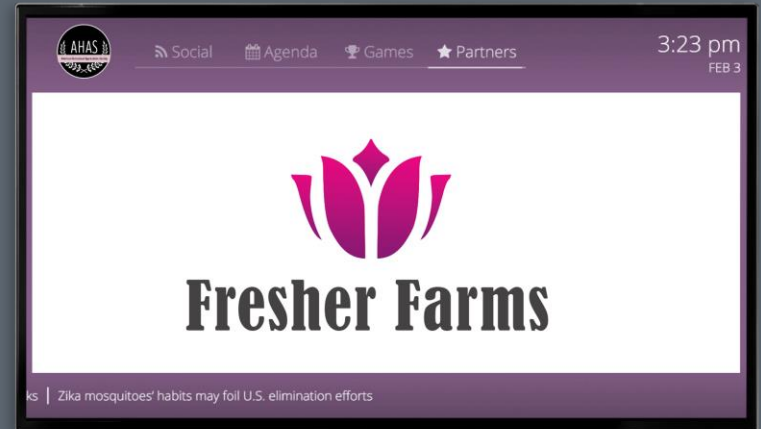 AHAS
Social
Agenda
Games
Partners
3:23 pm
FEB 3
Fresher Farms
ks | Zika mosquitoes' habits may foil U.S. elimination efforts